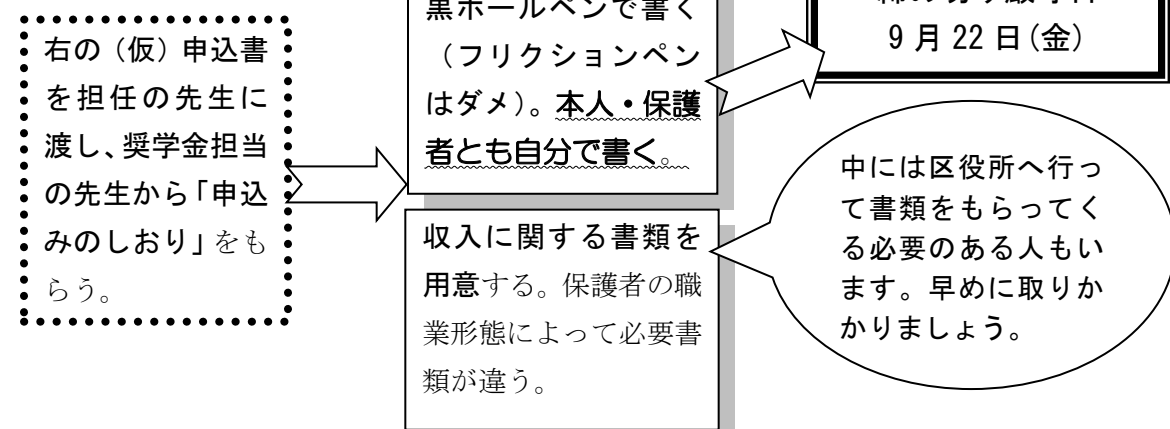 右の（仮）申込書
を担任の先生に
渡し、奨学金担当
の先生から「申込
みのしおり」をも
らう。
黒ボールペンで書く
（フリクションペン
はダメ）。本人・保護
者とも自分で書く。
収入に関する書類を
用意する。保護者の職
業形態によって必要書
類が違う。
9月22日(金)
中には区役所へ行っ
て書類をもらってく
る必要のある人もい
ます。早めに取りか
かりましょう。